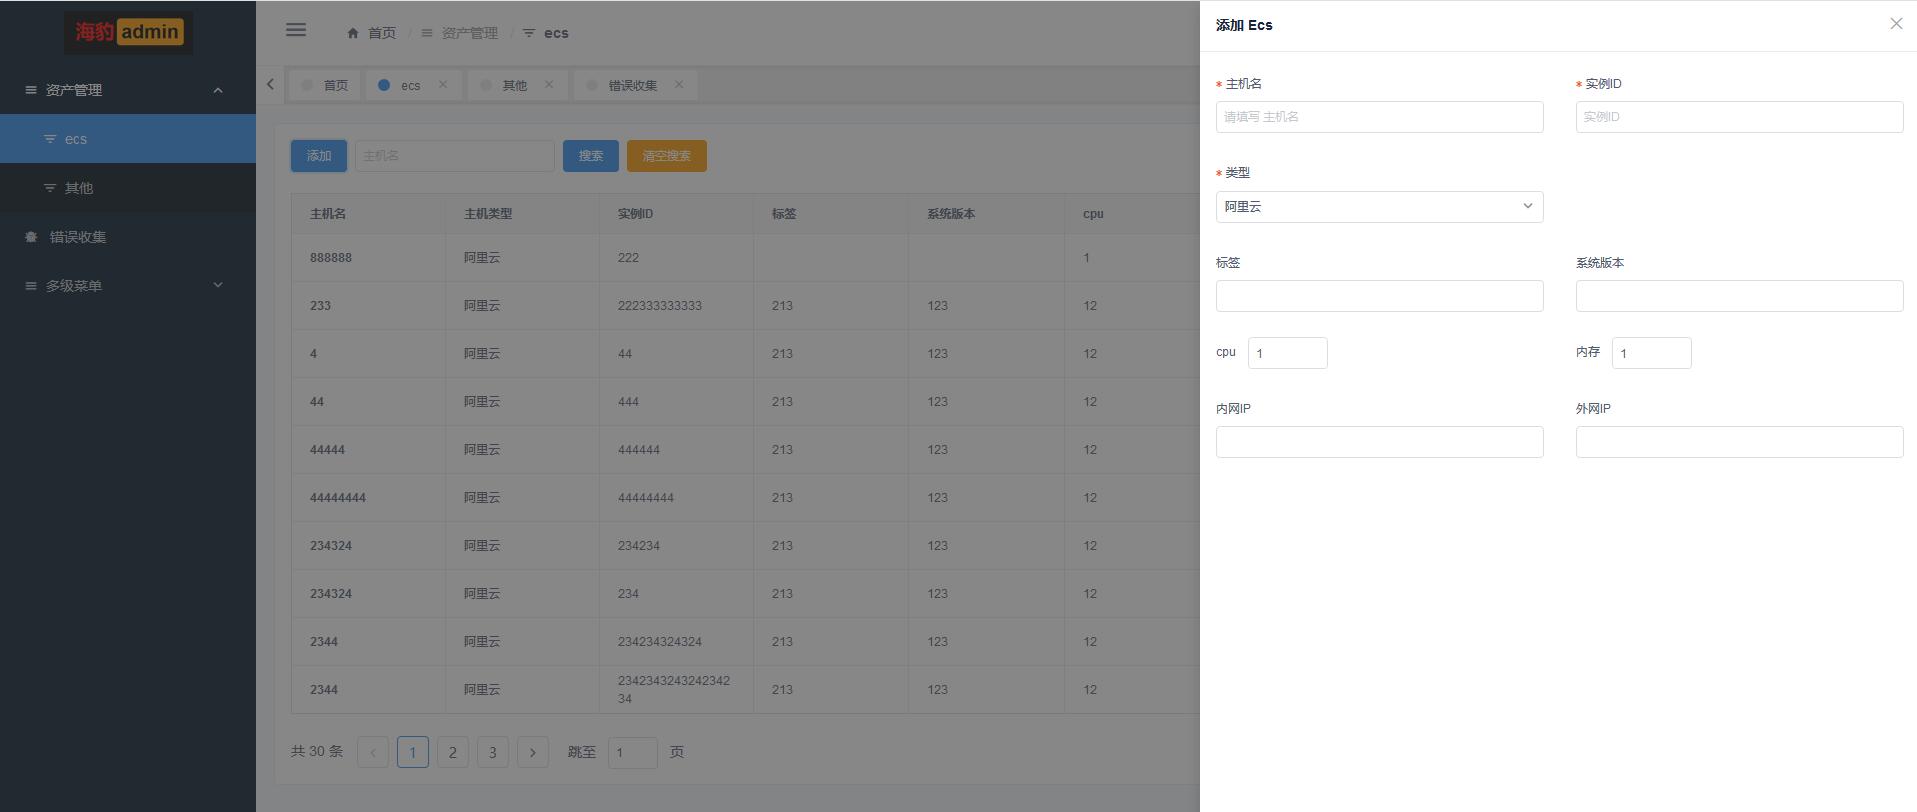 海豹 admin
资产管理
ecs
其他
错误收集
多级菜单
首页 / 资产管理 / ecs
首页 ecs 其他 错误收集
添加 主机名 搜索 清空搜索
主机名 主机类型 实例ID 标签 系统版本 cpu
888888 阿里云 222 1
233 阿里云 222333333333 213 123 12
4 阿里云 44 213 123 12
44 阿里云 444 213 123 12
44444 阿里云 444444 213 123 12
44444444 阿里云 44444444 213 123 12
234324 阿里云 234234 213 123 12
234324 阿里云 234 213 123 12
2344 阿里云 234234324324 213 123 12
2344 阿里云 2342343243242342 213 123 12
34
共 30 条 1 2 3 跳至 1 页
添加 Ecs
* 主机名 * 实例ID
请填写 主机名 实例ID
* 类型
阿里云
标签 系统版本
cpu 1 内存 1
内网IP 外网IP